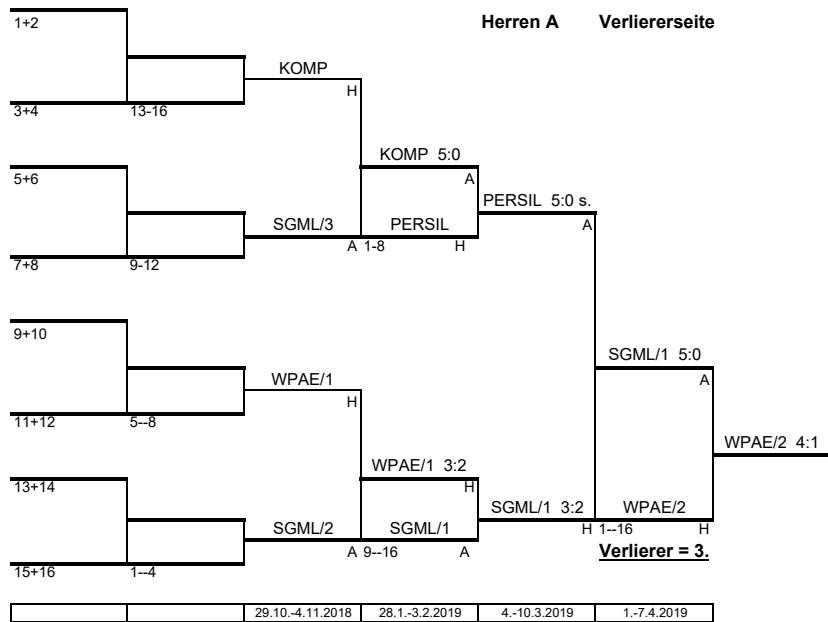 Herren A Verliererseite
1+2
KOMP
H
3+4 13-16
KOMP 5:0
5+6 A
PERSIL 5:0 s.
SGML/3 PERSIL A
A 1-8 H
7+8 9-12
9+10
SGML/1 5:0
WPAE/1 A
H
11+12 5--8
WPAE/2 4:1
WPAE/1 3:2
13+14 H
SGML/1 3:2 WPAE/2
SGML/2 SGML/1 H 1--16 H
A 9--16 A Verlierer = 3.
15+16 1--4
29.10.-4.11.2018 28.1.-3.2.2019 4.-10.3.2019 1.-7.4.2019